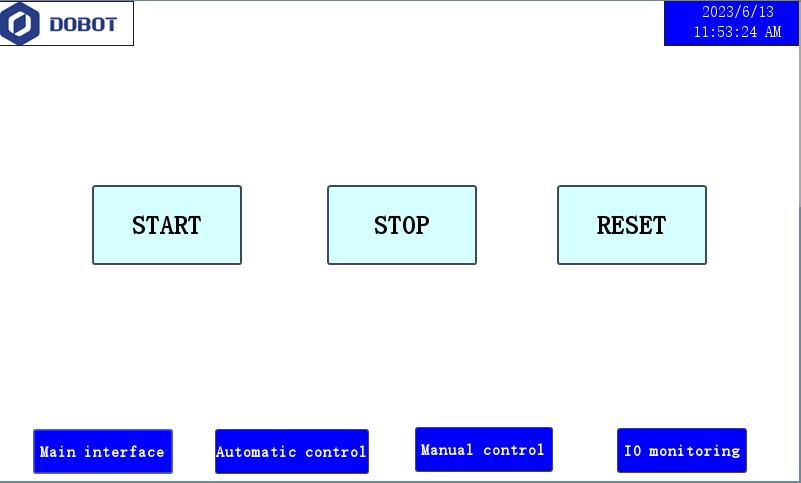 DOBOT
2023/6/13
11:53:24 AM
START
STOP
RESET
Main interface
Automatic control
Manual control
IO monitoring